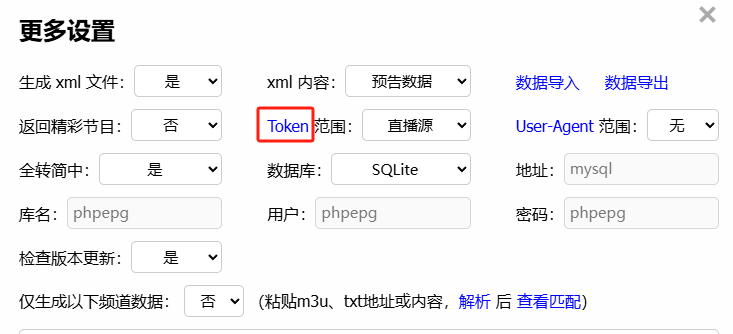 更多设置 ×
生成 xml 文件： 是 xml 内容： 预告数据 数据导入 数据导出
返回精彩节目： 否 Token 范围： 直播源 User-Agent 范围： 无
全转简中： 是 数据库： SQLite 地址： mysql
库名： phpepg 用户： phpepg 密码： phpepg
检查版本更新： 是
仅生成以下频道数据： 否 （粘贴m3u、txt地址或内容，解析 后 查看匹配）